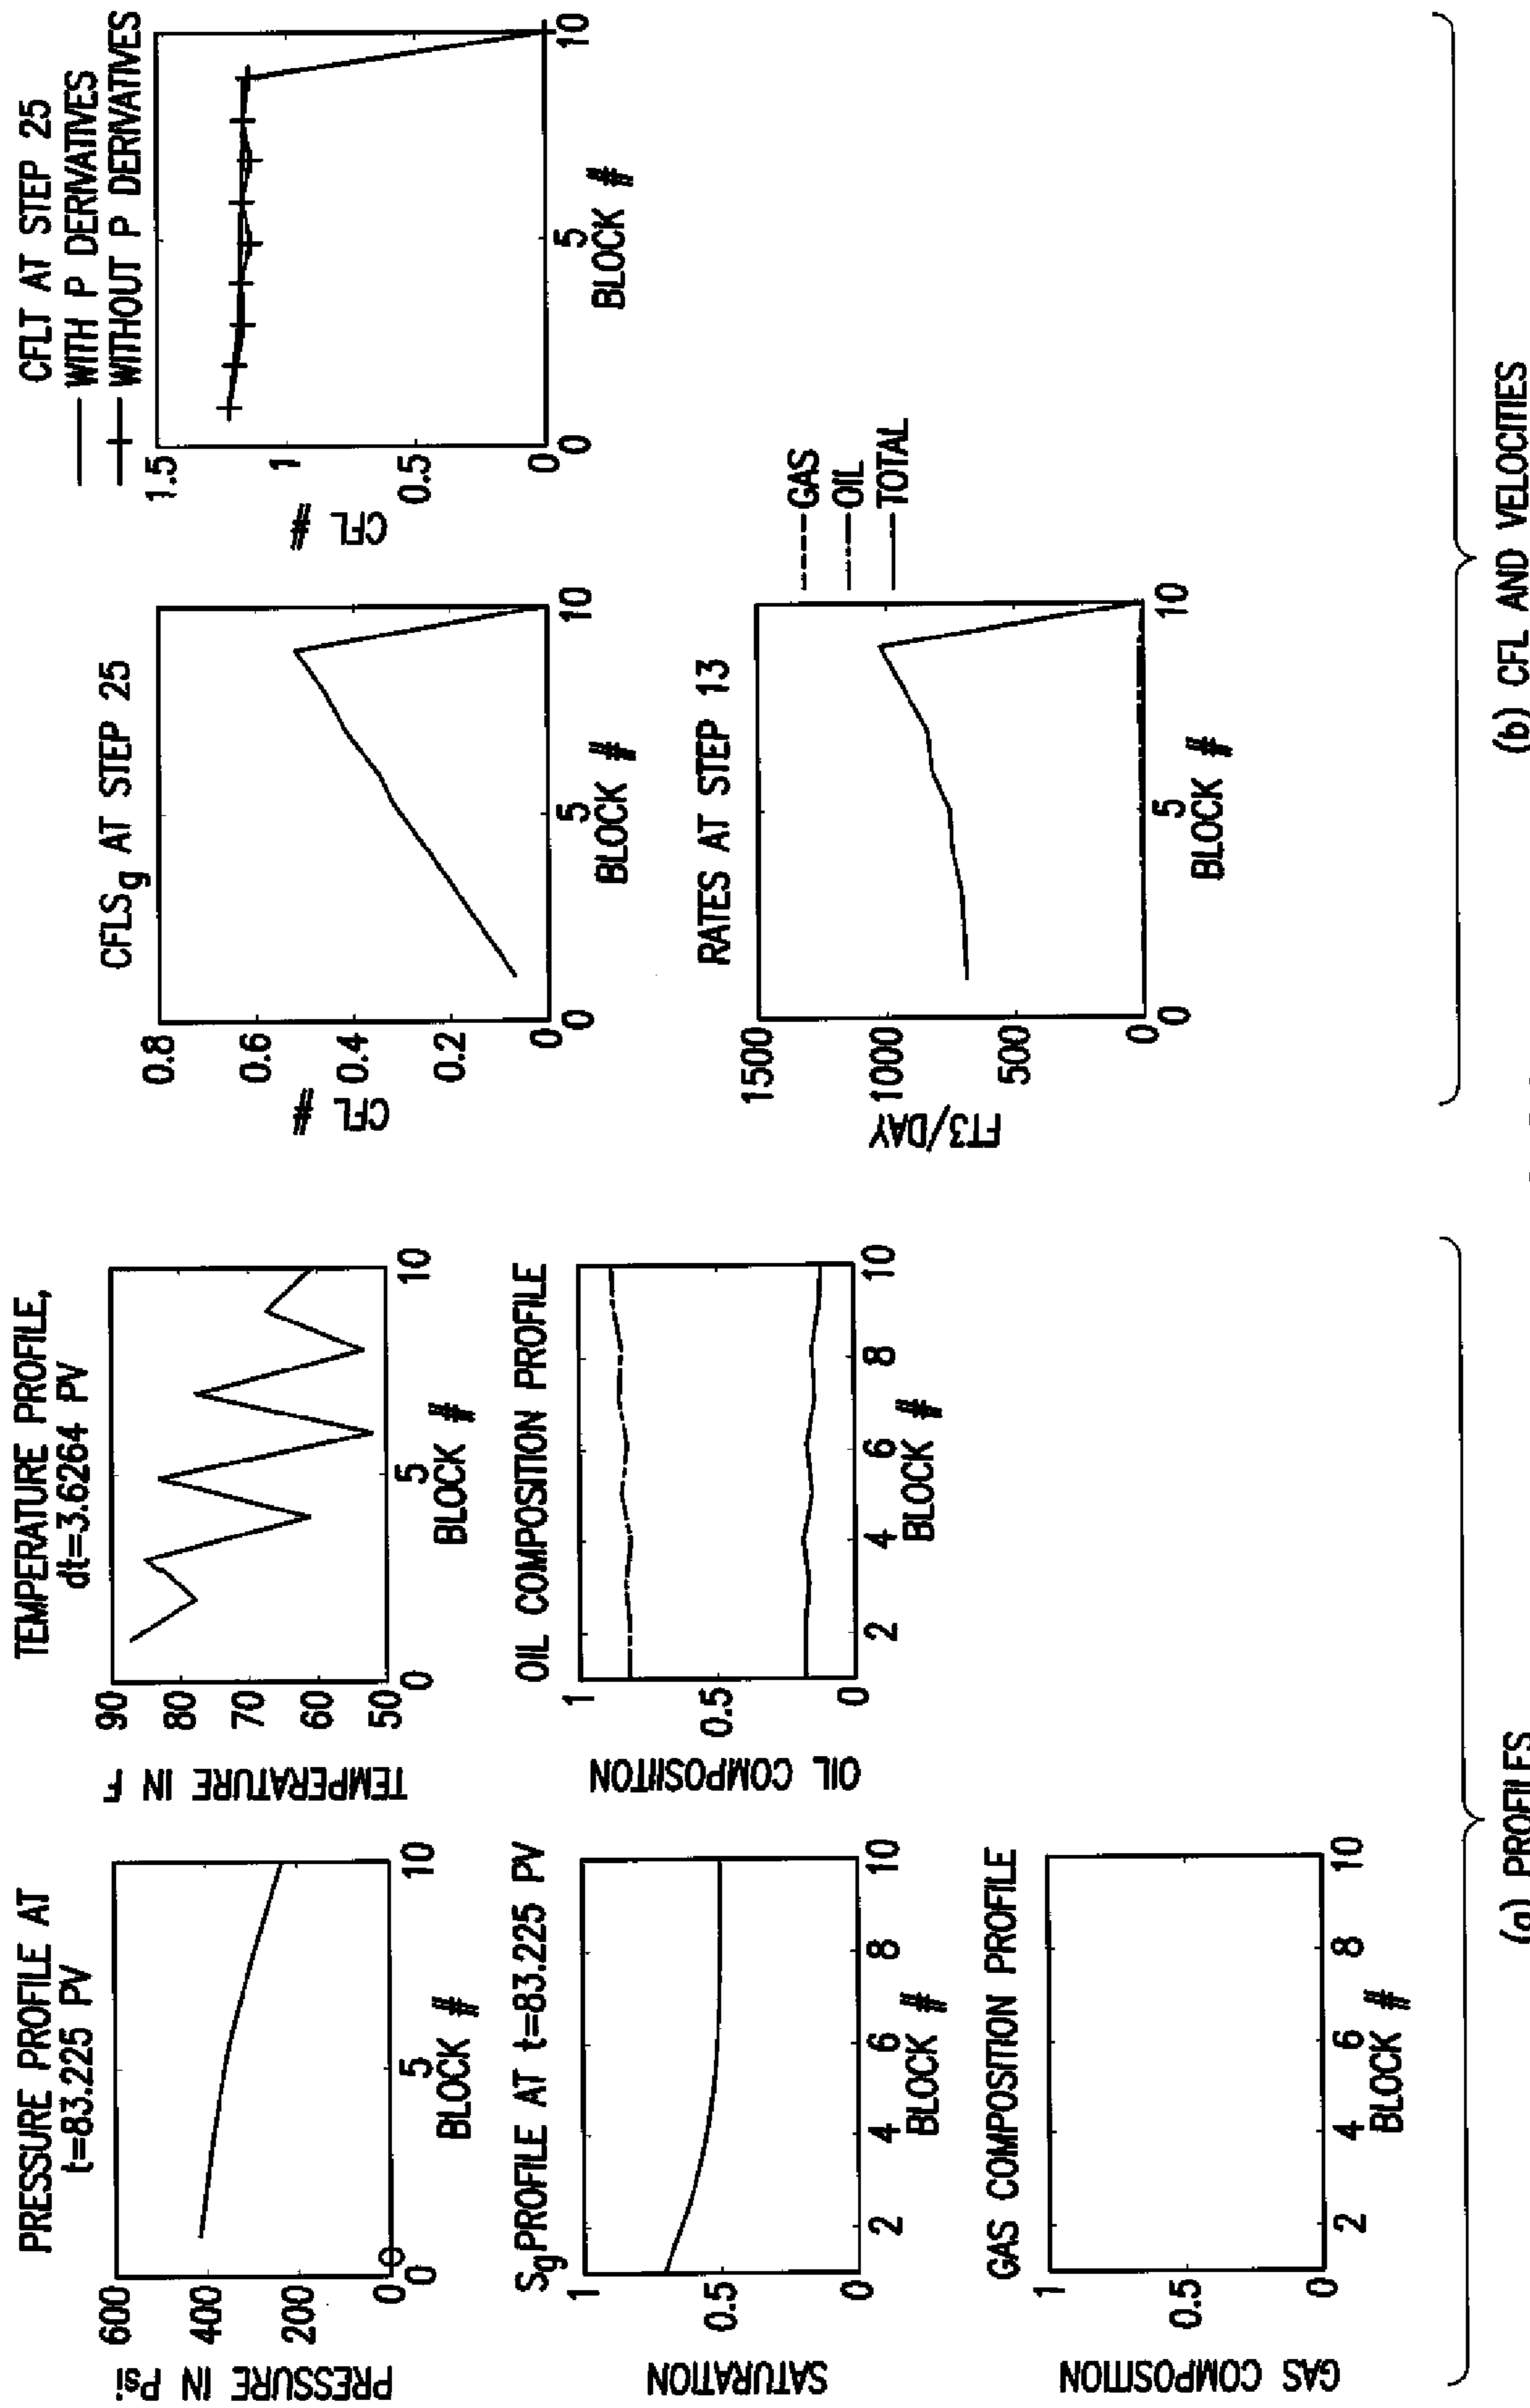 PRESSURE PROFILE AT
t=83.225 PV
PRESSURE IN Psi
600
400
200
0
0
5
10
BLOCK #
TEMPERATURE PROFILE,
dt=3.6264 PV
TEMPERATURE IN F
90
80
70
60
50
0
5
10
BLOCK #
Sg PROFILE AT t=83.225 PV
SATURATION
1
0.5
0
2
4
6
8
10
BLOCK #
OIL COMPOSITION PROFILE
OIL COMPOSIITON
1
0.5
0
2
4
6
8
10
BLOCK #
GAS COMPOSITION PROFILE
GAS COMPOSITION
1
0.5
0
2
4
6
8
10
BLOCK #
(a) PROFILES
CFLSg AT STEP 25
CFL #
0.8
0.6
0.4
0.2
0
0
5
10
BLOCK #
CFLT AT STEP 25
WITH P DERIVATIVES
WITHOUT P DERIVATIVES
CFL #
1.5
1
0.5
0
0
5
10
BLOCK #
RATES AT STEP 13
FT3/DAY
1500
1000
500
0
0
5
10
BLOCK #
GAS
OIL
TOTAL
(b) CFL AND VELOCITIES